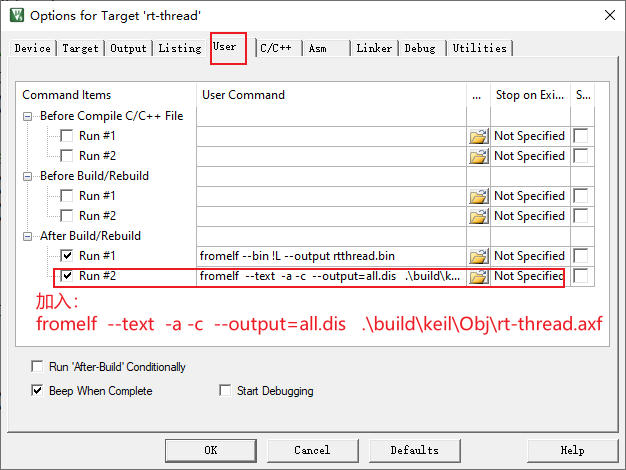 Options for Target 'rt-thread'
Device Target Output Listing User C/C++ Asm Linker Debug Utilities
Command Items User Command ... Stop on Exi... S...
Before Compile C/C++ File
Run #1 Not Specified
Run #2 Not Specified
Before Build/Rebuild
Run #1 Not Specified
Run #2 Not Specified
After Build/Rebuild
Run #1 fromelf --bin !L --output rtthread.bin Not Specified
Run #2 fromelf --text -a -c --output=all.dis .\build\k... Not Specified
加入：
fromelf --text -a -c --output=all.dis .\build\keil\Obj\rt-thread.axf
Run 'After-Build' Conditionally
Beep When Complete Start Debugging
OK Cancel Defaults Help